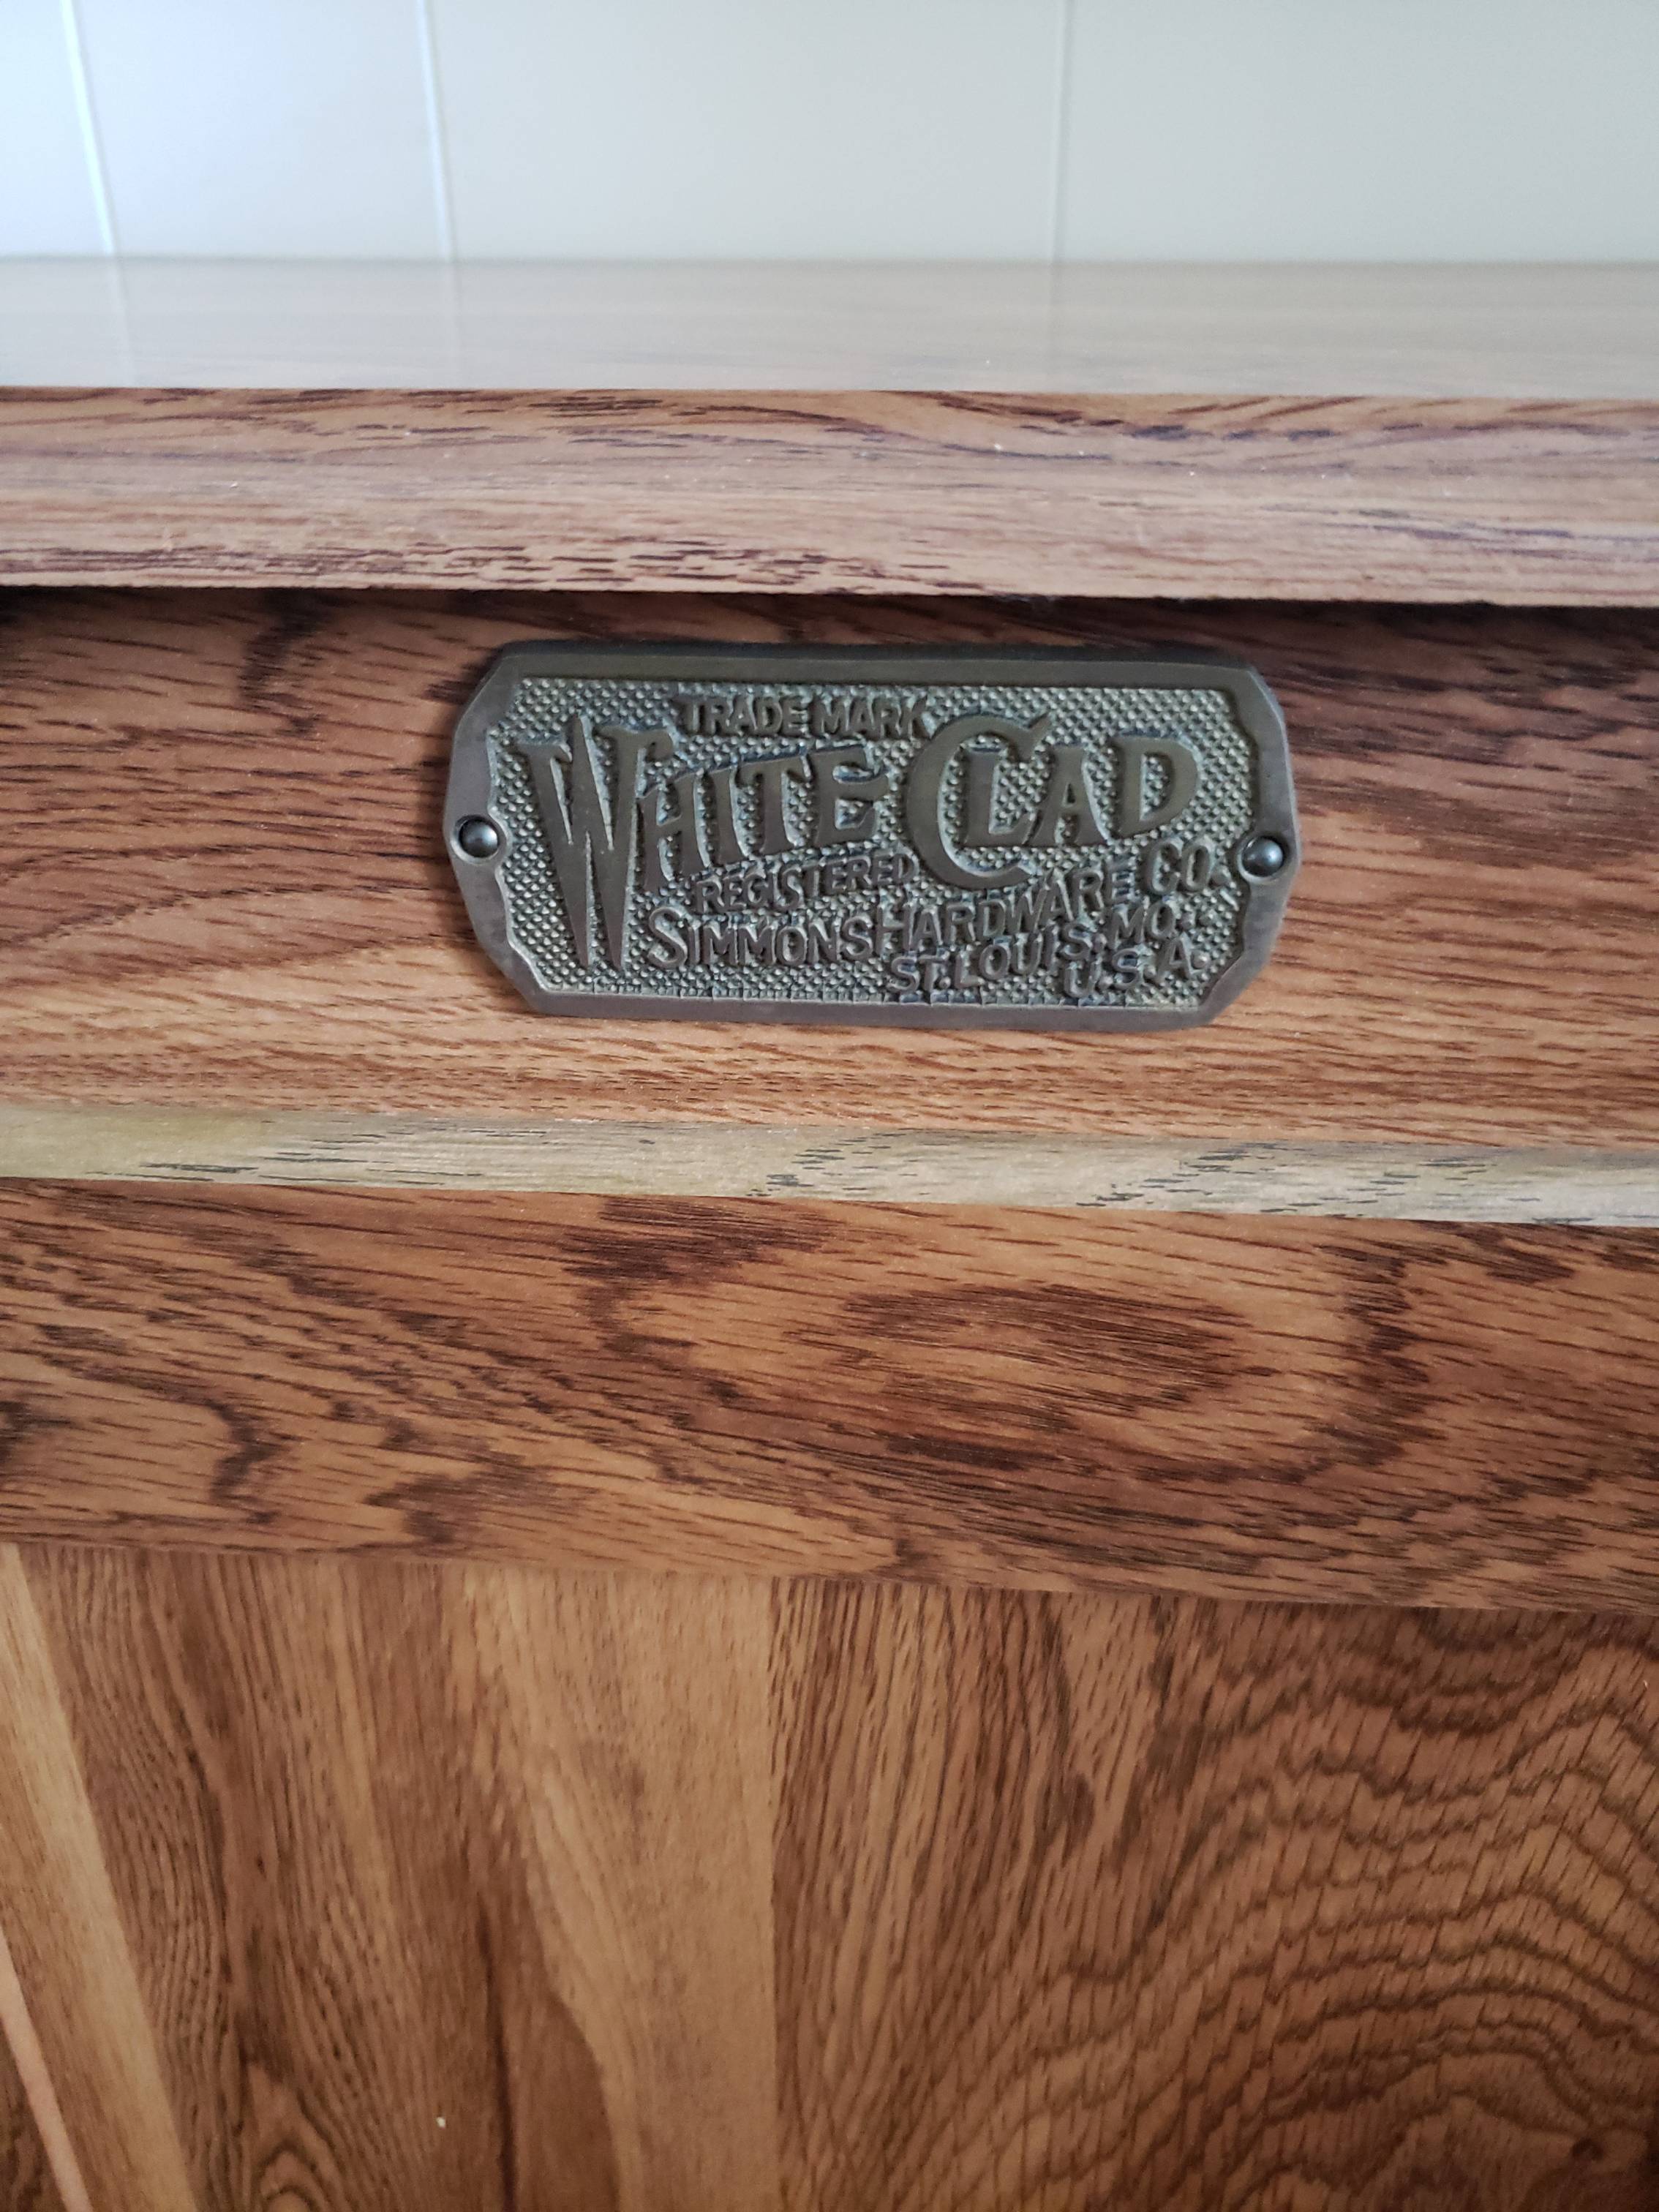 TRADE MARK
WHITE CLAD
REGISTERED
SIMMONS HARDWARE CO.
ST. LOUIS, MO.
U.S.A.